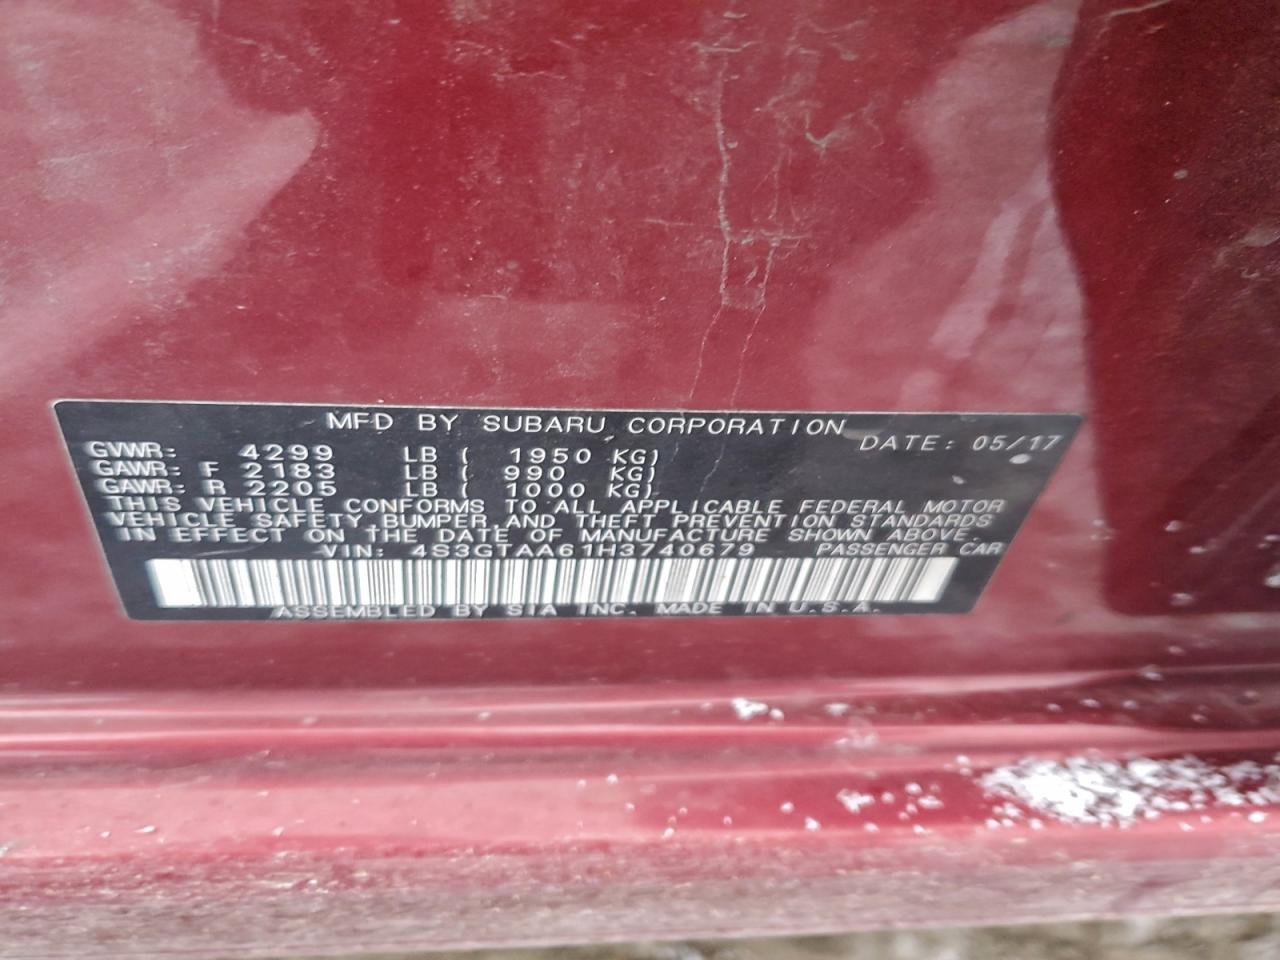 MFD BY SUBARU CORPORATION
GVWR: 4299 LB ( 1950 KG) DATE: 05/17
GAWR: F 2183 LB ( 990 KG)
GAWR: R 2205 LB ( 1000 KG)
THIS VEHICLE CONFORMS TO ALL APPLICABLE FEDERAL MOTOR
VEHICLE SAFETY, BUMPER, AND THEFT PREVENTION STANDARDS
IN EFFECT ON THE DATE OF MANUFACTURE SHOWN ABOVE.
VIN: 4S3GTAA61H3740679 PASSENGER CAR
ASSEMBLED BY SIA INC. MADE IN U.S.A.